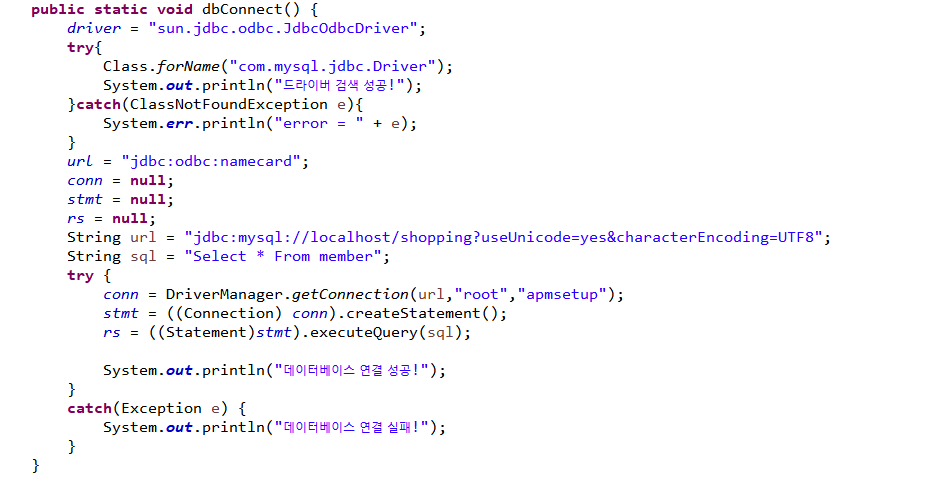 public static void dbConnect() {
driver = "sun.jdbc.odbc.JdbcOdbcDriver";
try{
Class.forName("com.mysql.jdbc.Driver");
System.out.println("드라이버 검색 성공!");
}catch(ClassNotFoundException e){
System.err.println("error = " + e);
}
url = "jdbc:odbc:namecard";
conn = null;
stmt = null;
rs = null;
String url = "jdbc:mysql://localhost/shopping?useUnicode=yes&characterEncoding=UTF8";
String sql = "Select * From member";
try {
conn = DriverManager.getConnection(url,"root","apmsetup");
stmt = ((Connection) conn).createStatement();
rs = ((Statement)stmt).executeQuery(sql);
System.out.println("데이터베이스 연결 성공!");
}
catch(Exception e) {
System.out.println("데이터베이스 연결 실패!");
}
}